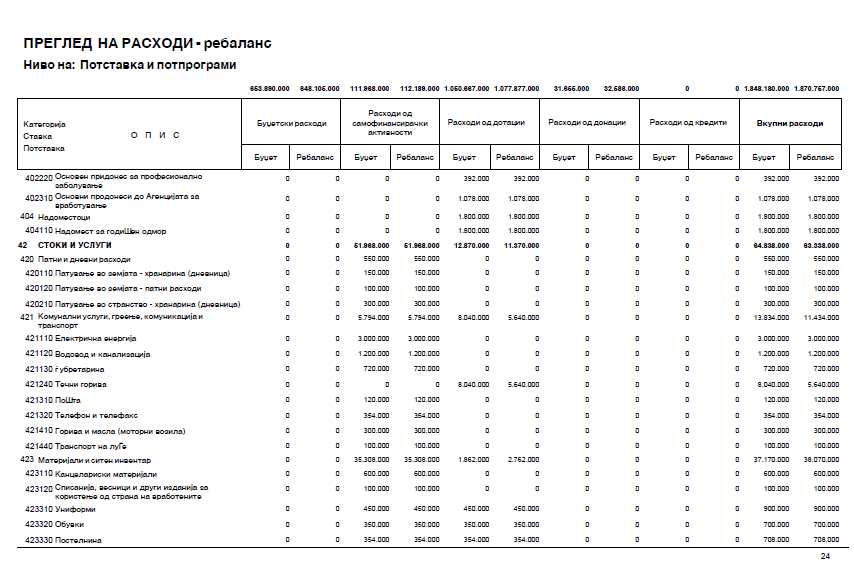 ПРЕГЛЕД НА РАСХОДИ - ребаланс
Ниво на: Потставка и потпрограми
653.890.000 648.105.000 111.968.000 112.189.000 1.050.667.000 1.077.877.000 31.655.000 32.586.000 0 0 1.848.180.000 1.870.757.000
Категорија
Ставка
Потставка
О П И С
Буџетски расходи
Расходи од самофинансирачки активности
Расходи од дотации
Расходи од донации
Расходи од кредити
Вкупни расходи
Буџет Ребаланс Буџет Ребаланс Буџет Ребаланс Буџет Ребаланс Буџет Ребаланс Буџет Ребаланс
402220 Основен придонес за професионално заболување 0 0 0 0 392.000 392.000 0 0 0 0 392.000 392.000
402310 Основни продонеси до Агенцијата за вработување 0 0 0 0 1.078.000 1.078.000 0 0 0 0 1.078.000 1.078.000
404 Надоместоци 0 0 0 0 1.800.000 1.800.000 0 0 0 0 1.800.000 1.800.000
404110 Надомест за годиШен одмор 0 0 0 0 1.800.000 1.800.000 0 0 0 0 1.800.000 1.800.000
42 СТОКИ И УСЛУГИ 0 0 51.968.000 51.968.000 12.870.000 11.370.000 0 0 0 0 64.838.000 63.338.000
420 Патни и дневни расходи 0 0 550.000 550.000 0 0 0 0 0 0 550.000 550.000
420110 Патување во земјата - хранарина (дневница) 0 0 150.000 150.000 0 0 0 0 0 0 150.000 150.000
420120 Патување во земјата - патни расходи 0 0 100.000 100.000 0 0 0 0 0 0 100.000 100.000
420210 Патување во странство - хранарина (дневница) 0 0 300.000 300.000 0 0 0 0 0 0 300.000 300.000
421 Комунални услуги, греење, комуникација и транспорт 0 0 5.794.000 5.794.000 8.040.000 5.640.000 0 0 0 0 13.834.000 11.434.000
421110 Електрична енергија 0 0 3.000.000 3.000.000 0 0 0 0 0 0 3.000.000 3.000.000
421120 Водовод и канализација 0 0 1.200.000 1.200.000 0 0 0 0 0 0 1.200.000 1.200.000
421130 ѓубретарина 0 0 720.000 720.000 0 0 0 0 0 0 720.000 720.000
421240 Течни горива 0 0 0 0 8.040.000 5.640.000 0 0 0 0 8.040.000 5.640.000
421310 ПоШта 0 0 120.000 120.000 0 0 0 0 0 0 120.000 120.000
421320 Телефон и телефакс 0 0 354.000 354.000 0 0 0 0 0 0 354.000 354.000
421410 Горива и масла (моторни возила) 0 0 300.000 300.000 0 0 0 0 0 0 300.000 300.000
421440 Транспорт на луЃе 0 0 100.000 100.000 0 0 0 0 0 0 100.000 100.000
423 Материјали и ситен инвентар 0 0 35.308.000 35.308.000 1.862.000 2.762.000 0 0 0 0 37.170.000 38.070.000
423110 Канцелариски материјали 0 0 600.000 600.000 0 0 0 0 0 0 600.000 600.000
423120 Списанија, весници и други изданија за користење од страна на вработените 0 0 100.000 100.000 0 0 0 0 0 0 100.000 100.000
423310 Униформи 0 0 450.000 450.000 450.000 450.000 0 0 0 0 900.000 900.000
423320 Обувки 0 0 350.000 350.000 350.000 350.000 0 0 0 0 700.000 700.000
423330 Постелнина 0 0 354.000 354.000 354.000 354.000 0 0 0 0 708.000 708.000
24